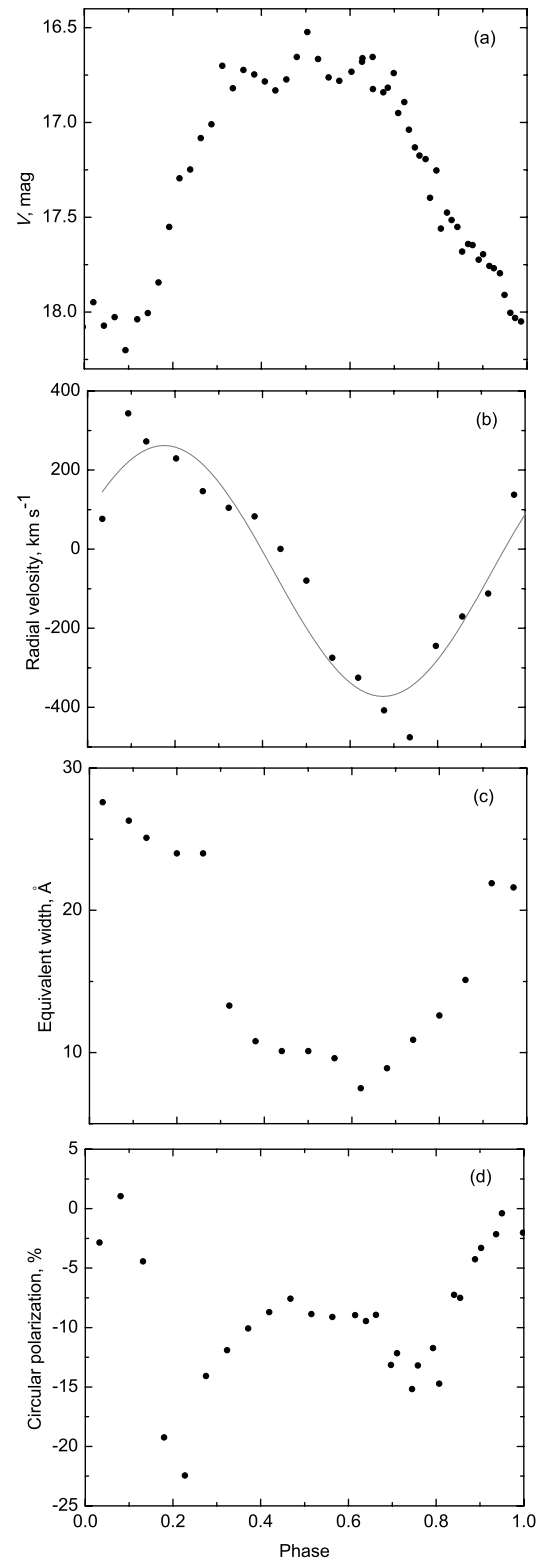 16.5
(a)
17.0
V, mag
17.5
18.0
400
(b)
200
Radial velosity, km s-1
0
-200
-400
30
(c)
Equivalent width, Å
20
10
5
(d)
0
-5
Circular polarization, %
-10
-15
-20
-25
0.0 0.2 0.4 0.6 0.8 1.0
Phase